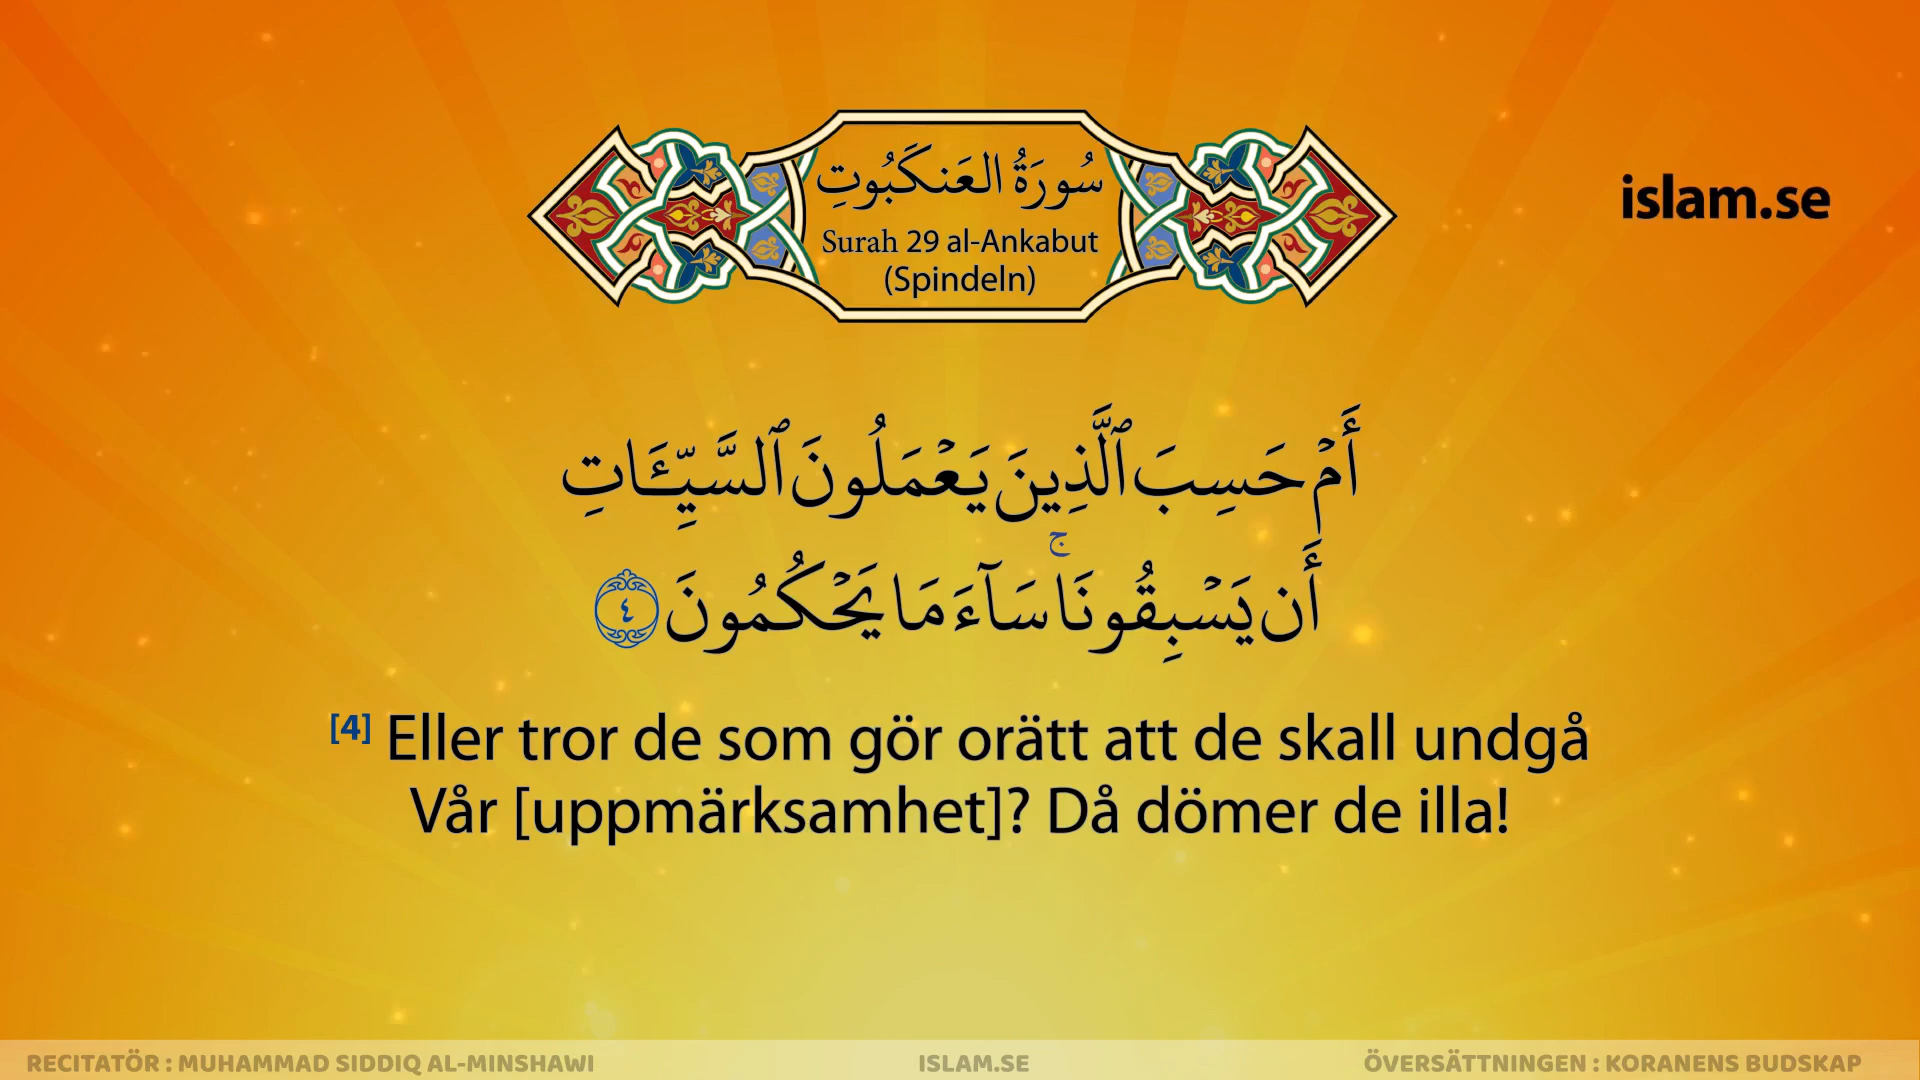 سُورَةُ العَنكَبُوتِ
Surah 29 al-Ankabut
(Spindeln)
islam.se
أَمۡ حَسِبَ ٱلَّذِينَ يَعۡمَلُونَ ٱلسَّيِّـَٔاتِ
أَن يَسۡبِقُونَاۚ سَآءَ مَا يَحۡكُمُونَ ٤
[4] Eller tror de som gör orätt att de skall undgå
Vår [uppmärksamhet]? Då dömer de illa!
RECITATÖR : MUHAMMAD SIDDIQ AL-MINSHAWI
ISLAM.SE
ÖVERSÄTTNINGEN : KORANENS BUDSKAP